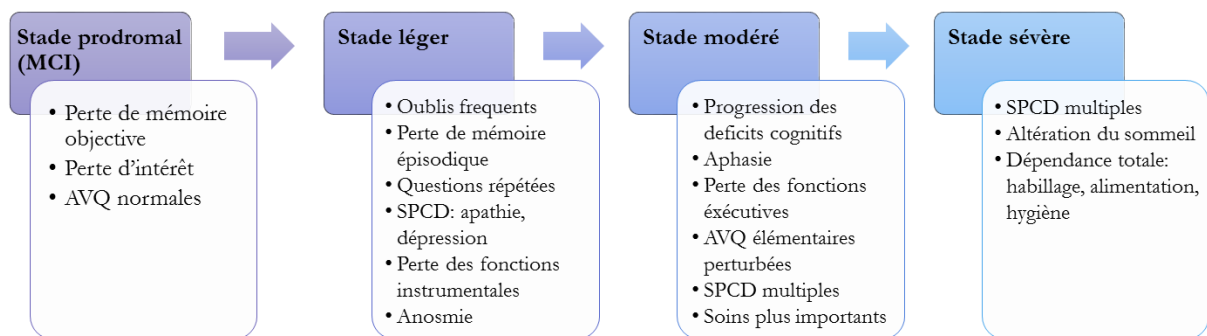 Stade prodromal
(MCI)
• Perte de mémoire
objective
• Perte d’intérêt
• AVQ normales
Stade léger
• Oublis frequents
• Perte de mémoire
épisodique
• Questions répétées
• SPCD: apathie,
dépression
• Perte des fonctions
instrumentales
• Anosmie
Stade modéré
• Progression des
deficits cognitifs
• Aphasie
• Perte des fonctions
éxécutives
• AVQ élémentaires
perturbées
• SPCD multiples
• Soins plus importants
Stade sévère
• SPCD multiples
• Altération du sommeil
• Dépendance totale:
habillage, alimentation,
hygiène